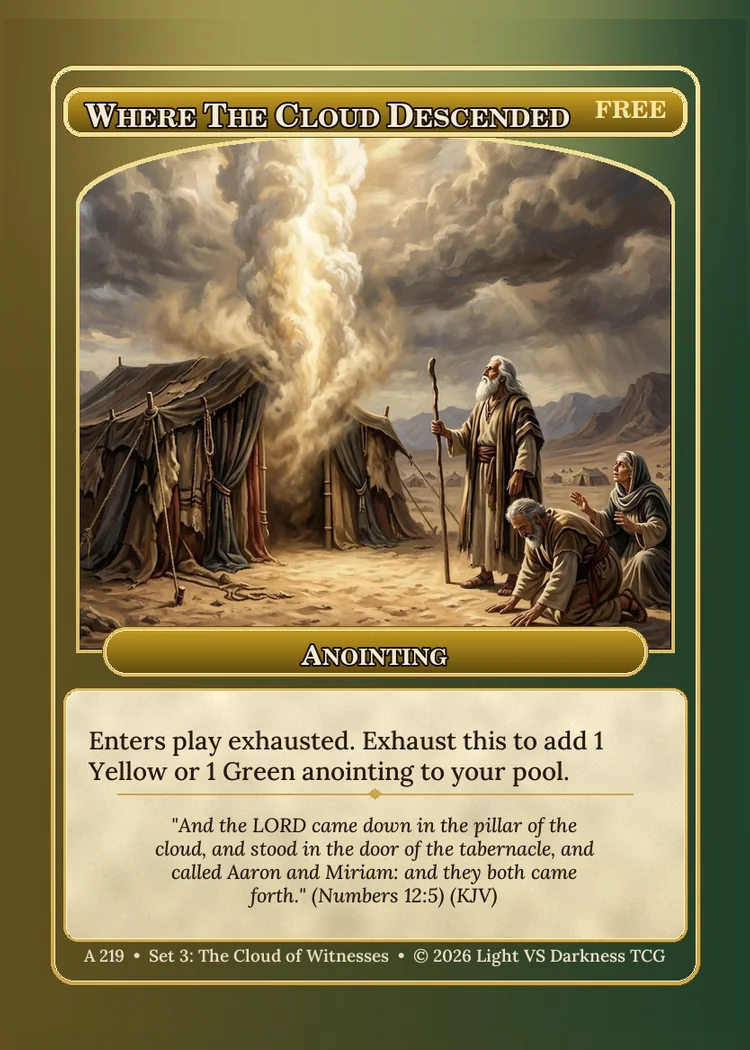 Where The Cloud Descended FREE
Anointing
Enters play exhausted. Exhaust this to add 1
Yellow or 1 Green anointing to your pool.
"And the LORD came down in the pillar of the
cloud, and stood in the door of the tabernacle, and
called Aaron and Miriam: and they both came
forth." (Numbers 12:5) (KJV)
A 219 • Set 3: The Cloud of Witnesses • © 2026 Light VS Darkness TCG